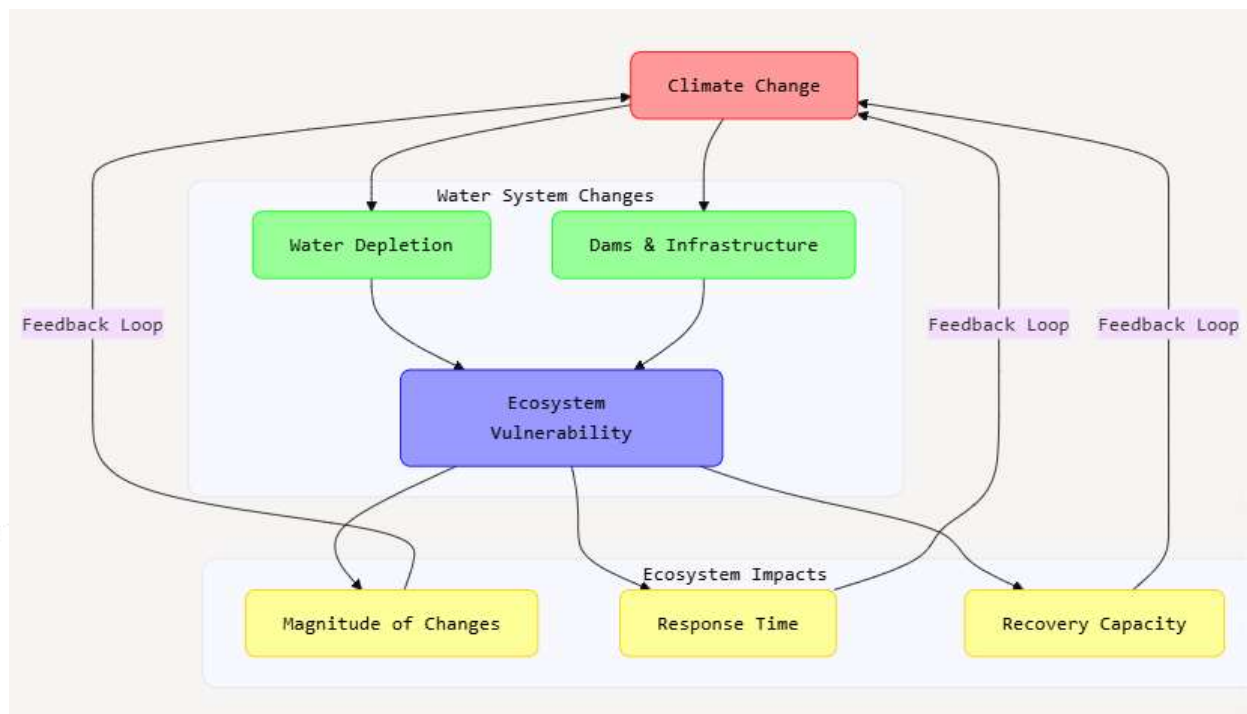 Climate Change
Water System Changes
Water Depletion
Dams & Infrastructure
Feedback Loop
Feedback Loop
Feedback Loop
Ecosystem
Vulnerability
Ecosystem Impacts
Magnitude of Changes
Response Time
Recovery Capacity